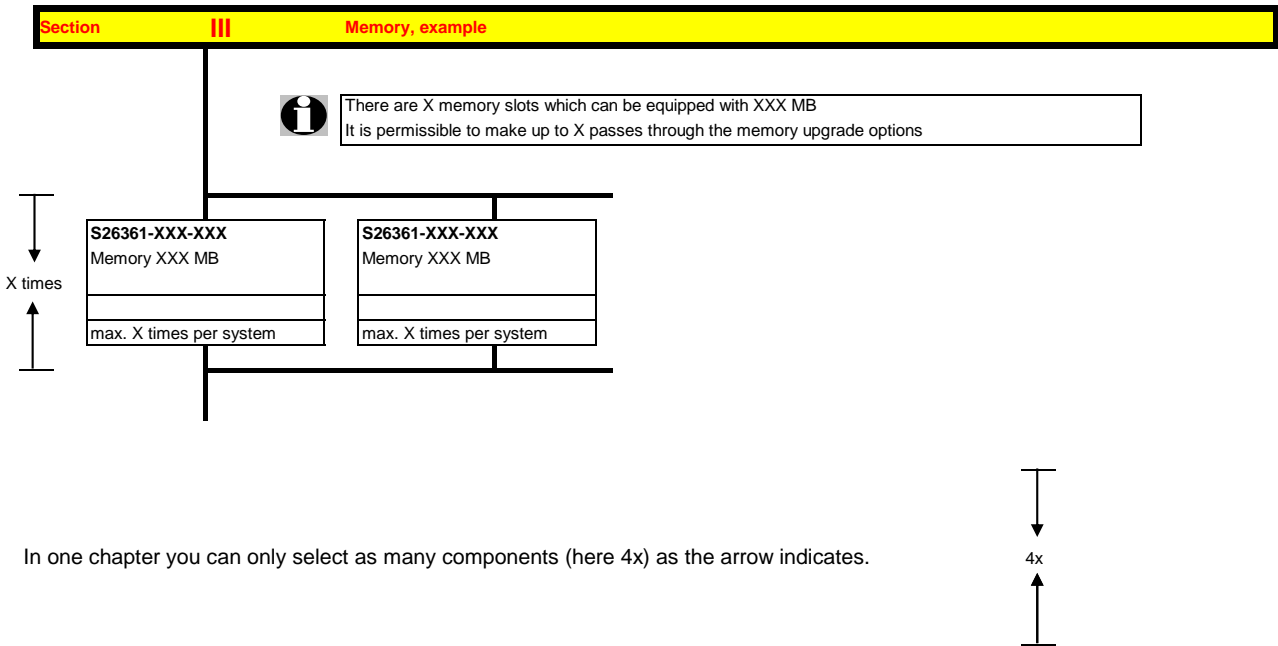 Section III Memory, example
There are X memory slots which can be equipped with XXX MB
It is permissible to make up to X passes through the memory upgrade options
S26361-XXX-XXX S26361-XXX-XXX
Memory XXX MB Memory XXX MB
X times
max. X times per system max. X times per system
In one chapter you can only select as many components (here 4x) as the arrow indicates. 4x